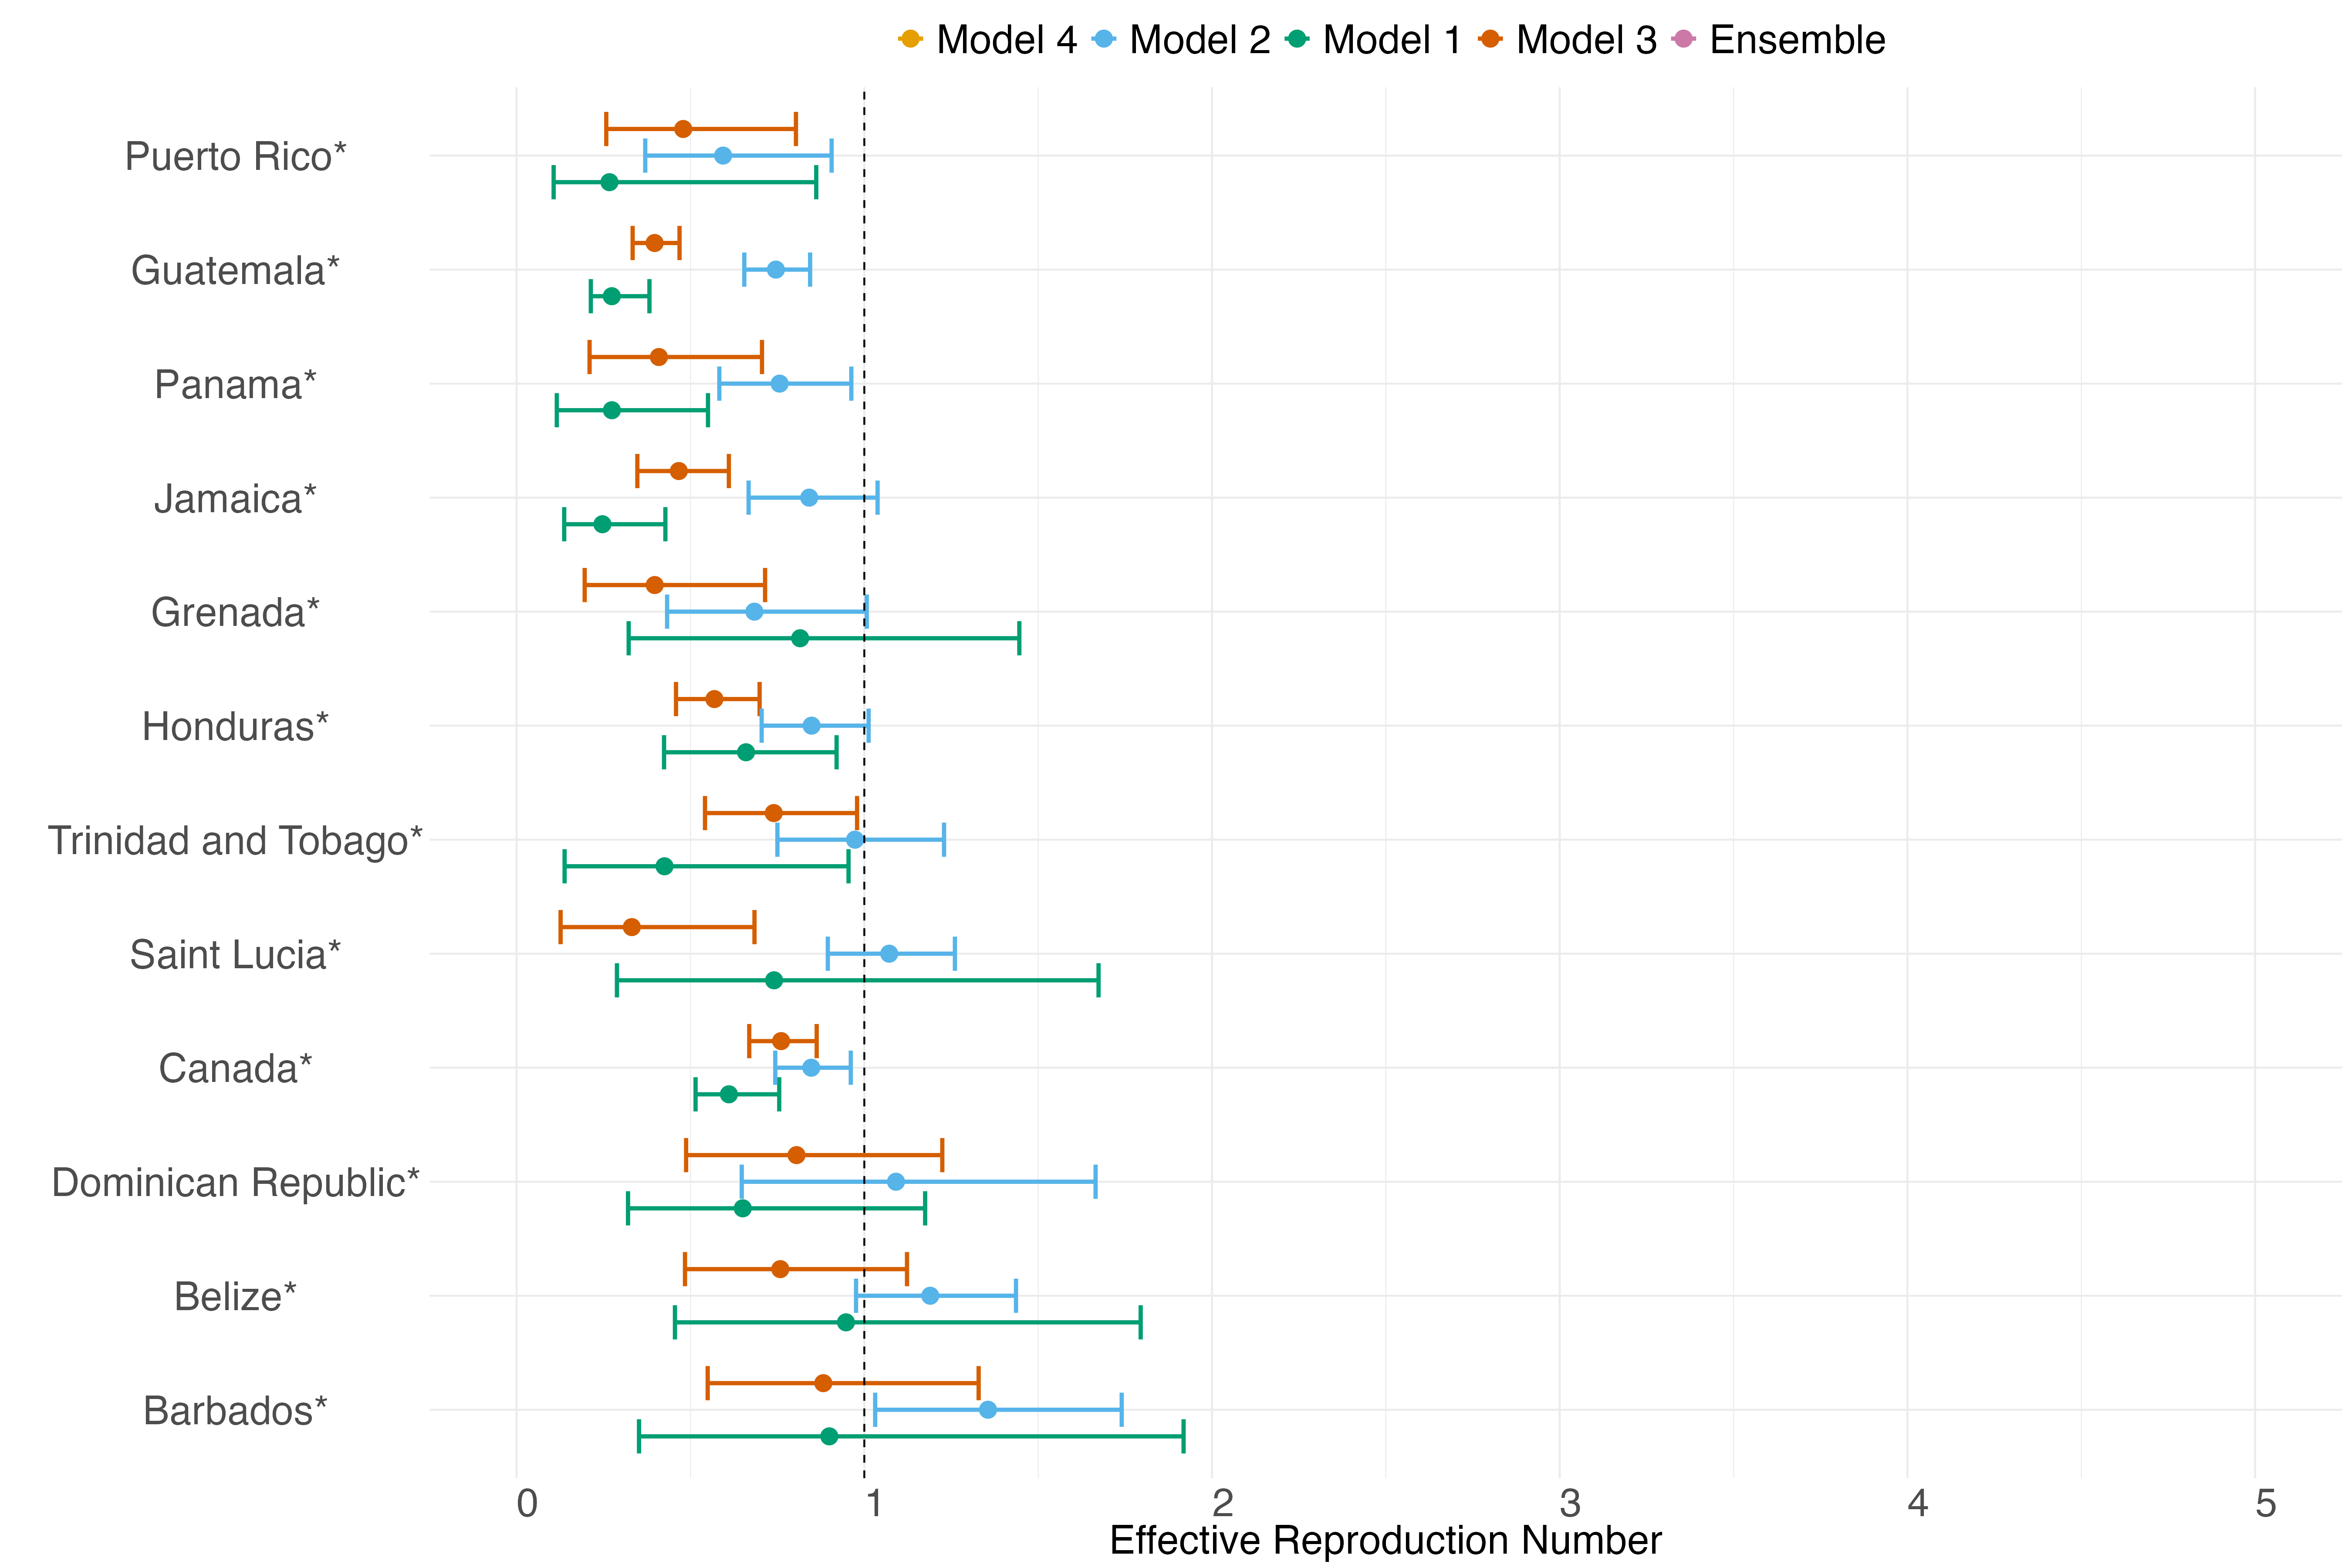 Model 4 Model 2 Model 1 Model 3 Ensemble
Puerto Rico*
Guatemala*
Panama*
Jamaica*
Grenada*
Honduras*
Trinidad and Tobago*
Saint Lucia*
Canada*
Dominican Republic*
Belize*
Barbados*
0 1 2 3 4 5
Effective Reproduction Number